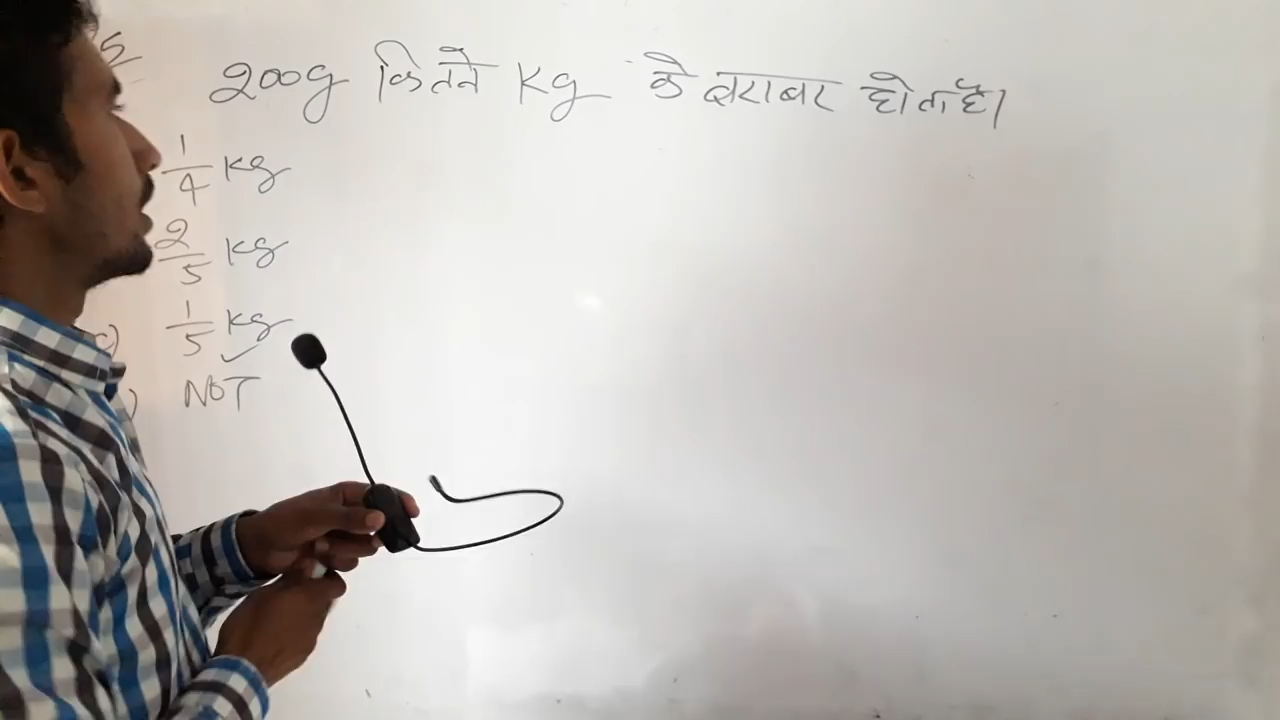 200g कितने Kg के बराबर होता है।
1/4 kg
2/5 kg
c) 1/5 kg ✓
) NOT